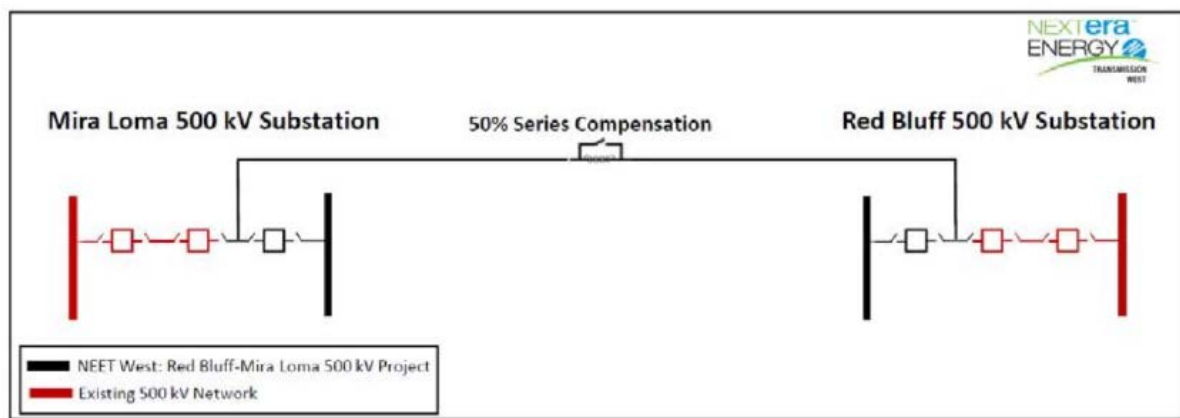 NEXTera
ENERGY
TRANSMISSION
WEST
Mira Loma 500 kV Substation
50% Series Compensation
Red Bluff 500 kV Substation
NEET West: Red Bluff-Mira Loma 500 kV Project
Existing 500 kV Network